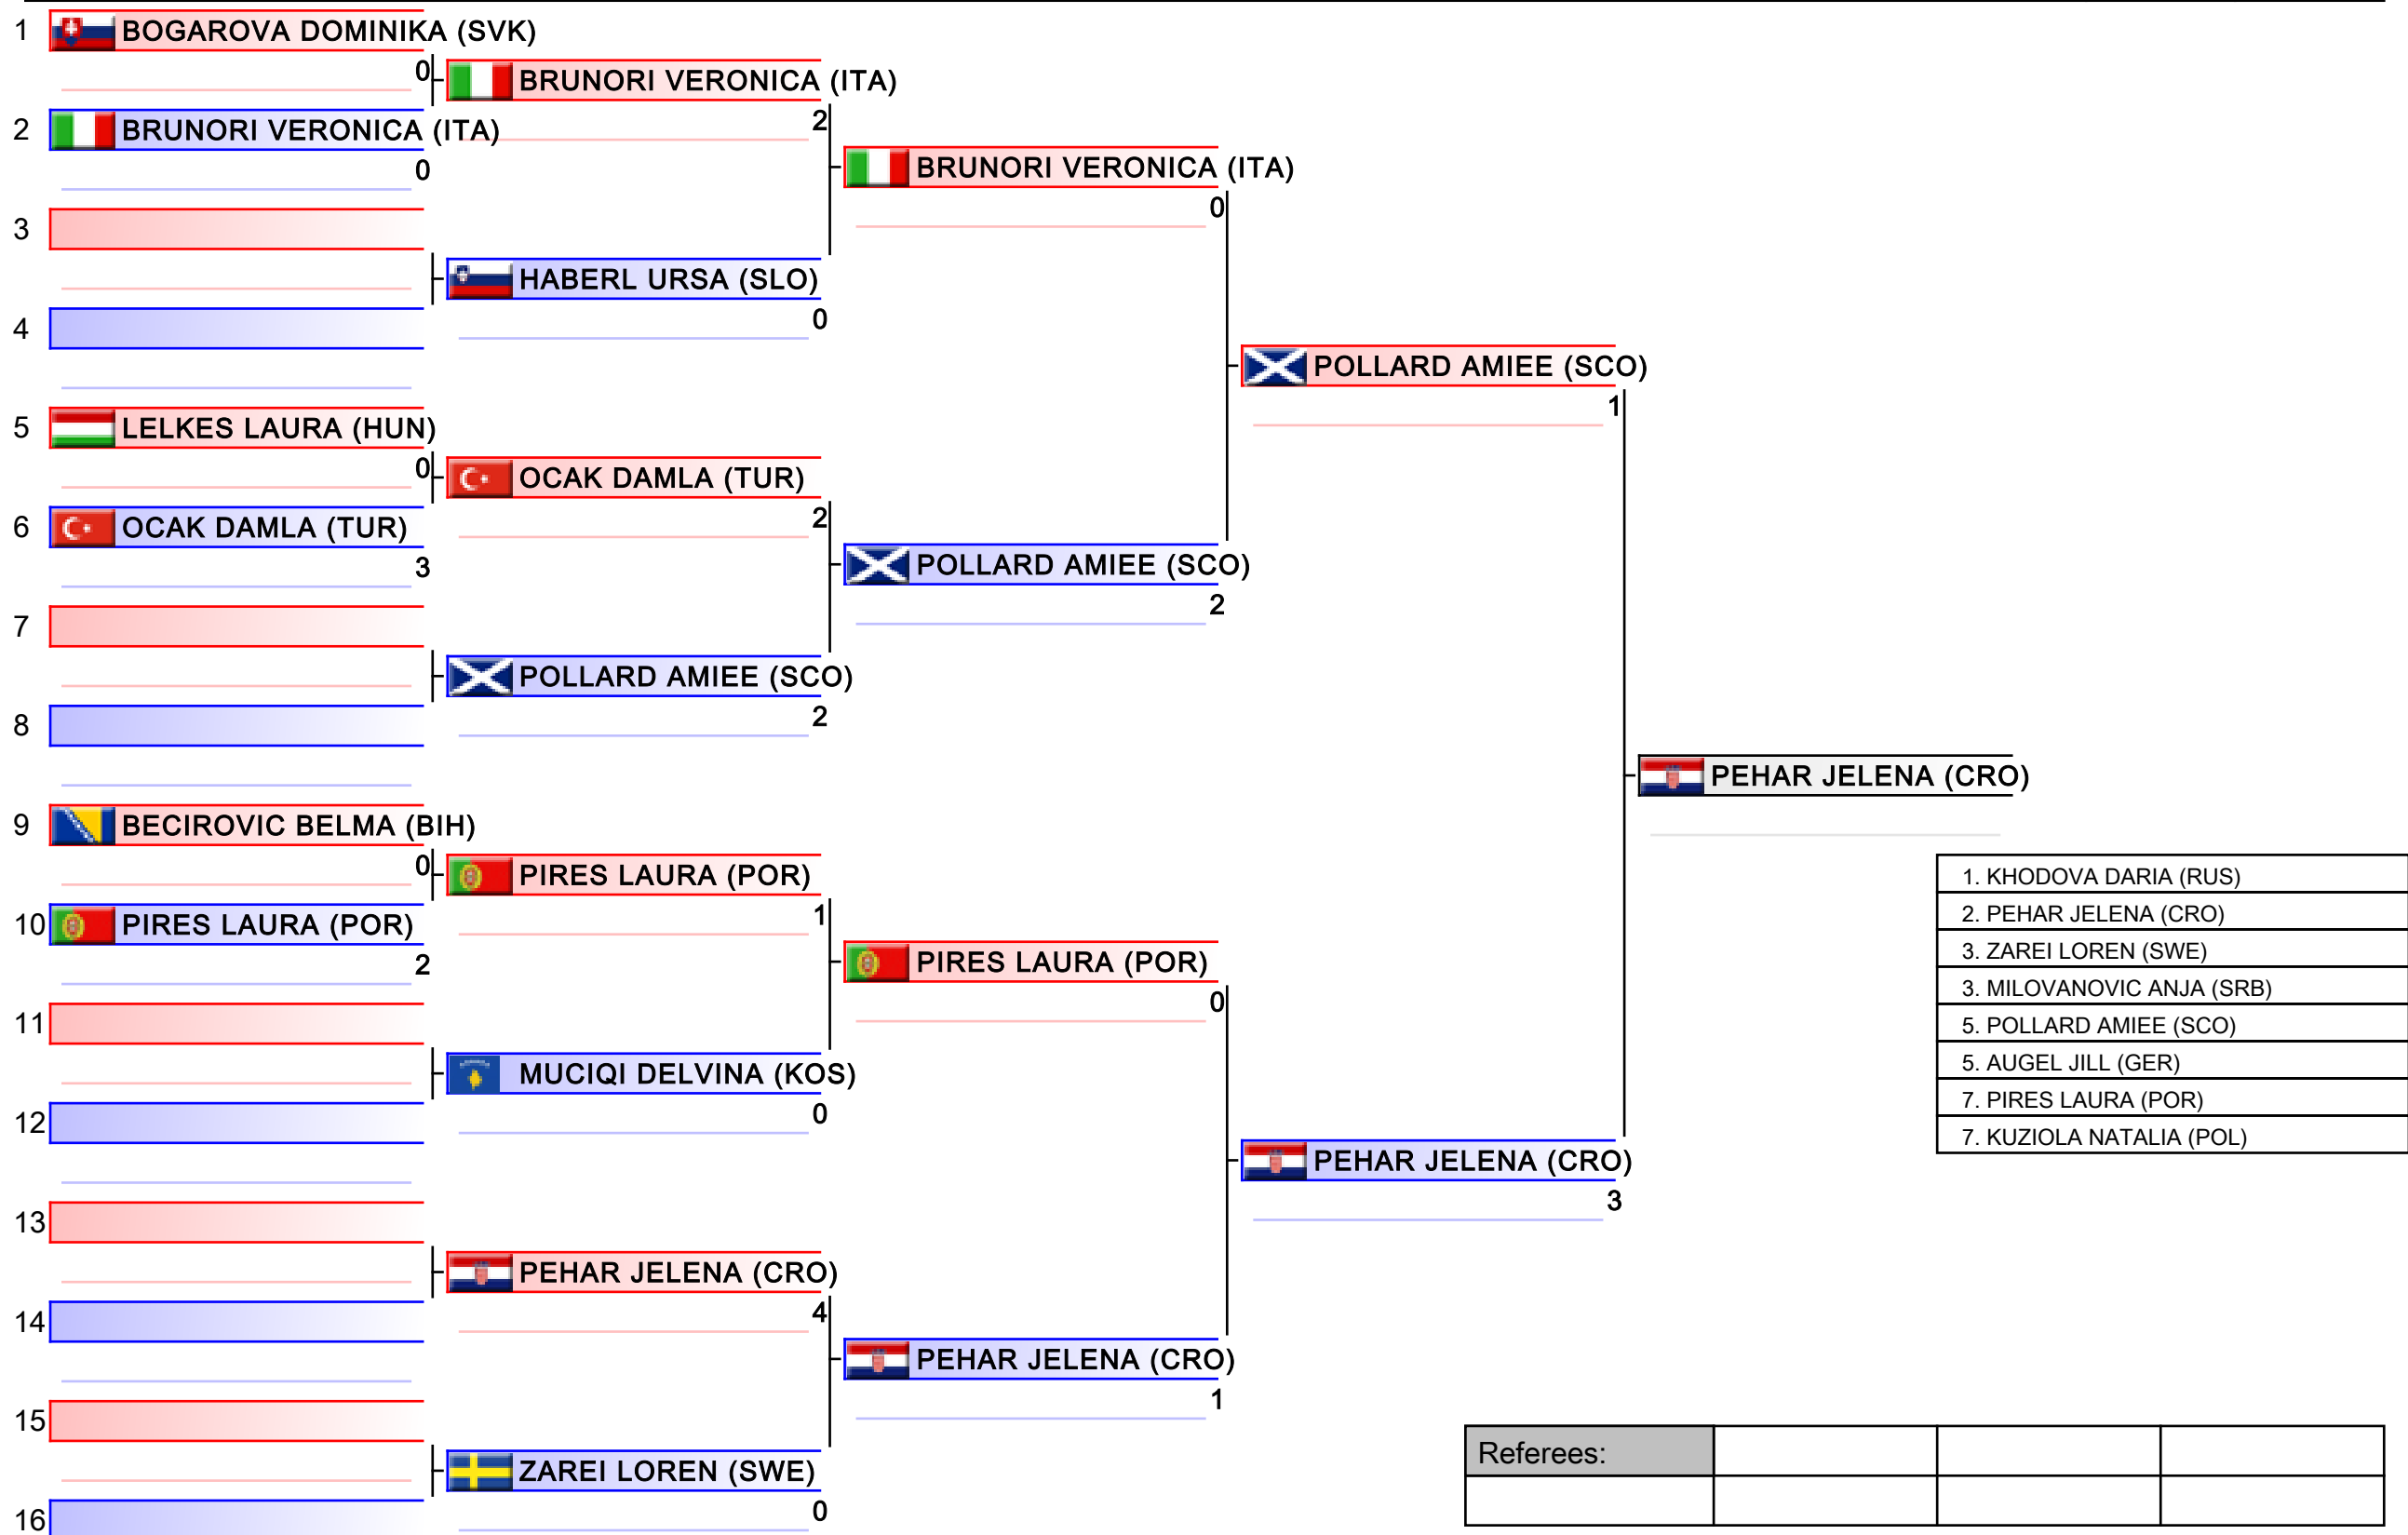 1 BOGAROVA DOMINIKA (SVK)
0
BRUNORI VERONICA (ITA)
2
2 BRUNORI VERONICA (ITA)
0
BRUNORI VERONICA (ITA)
0
3
HABERL URSA (SLO)
0
4
POLLARD AMIEE (SCO)
1
5 LELKES LAURA (HUN)
0
OCAK DAMLA (TUR)
2
6 OCAK DAMLA (TUR)
3
POLLARD AMIEE (SCO)
2
7
POLLARD AMIEE (SCO)
2
8
PEHAR JELENA (CRO)
9 BECIROVIC BELMA (BIH)
0
PIRES LAURA (POR)
1
10 PIRES LAURA (POR)
2
PIRES LAURA (POR)
0
11
MUCIQI DELVINA (KOS)
0
12
PEHAR JELENA (CRO)
3
13
PEHAR JELENA (CRO)
4
14
PEHAR JELENA (CRO)
1
15
ZAREI LOREN (SWE)
0
16
1. KHODOVA DARIA (RUS)
2. PEHAR JELENA (CRO)
3. ZAREI LOREN (SWE)
3. MILOVANOVIC ANJA (SRB)
5. POLLARD AMIEE (SCO)
5. AUGEL JILL (GER)
7. PIRES LAURA (POR)
7. KUZIOLA NATALIA (POL)
Referees: